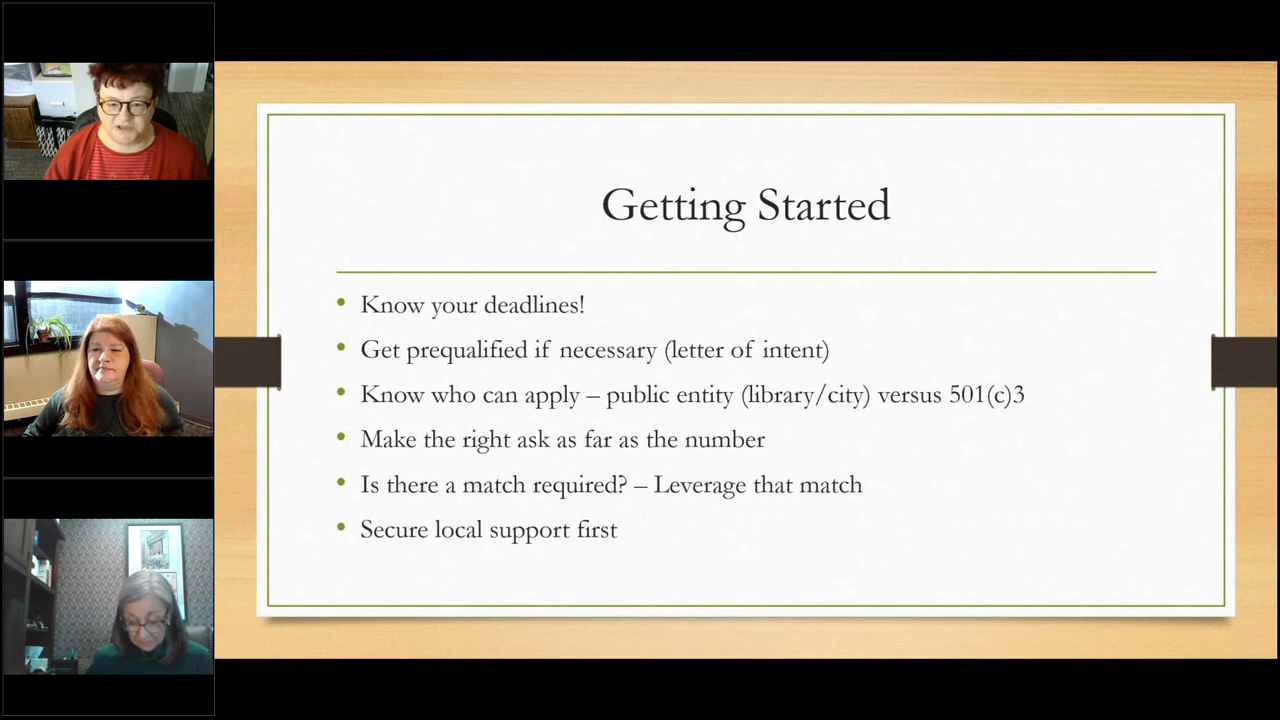 Getting Started
• Know your deadlines!
• Get prequalified if necessary (letter of intent)
• Know who can apply – public entity (library/city) versus 501(c)3
• Make the right ask as far as the number
• Is there a match required? – Leverage that match
• Secure local support first